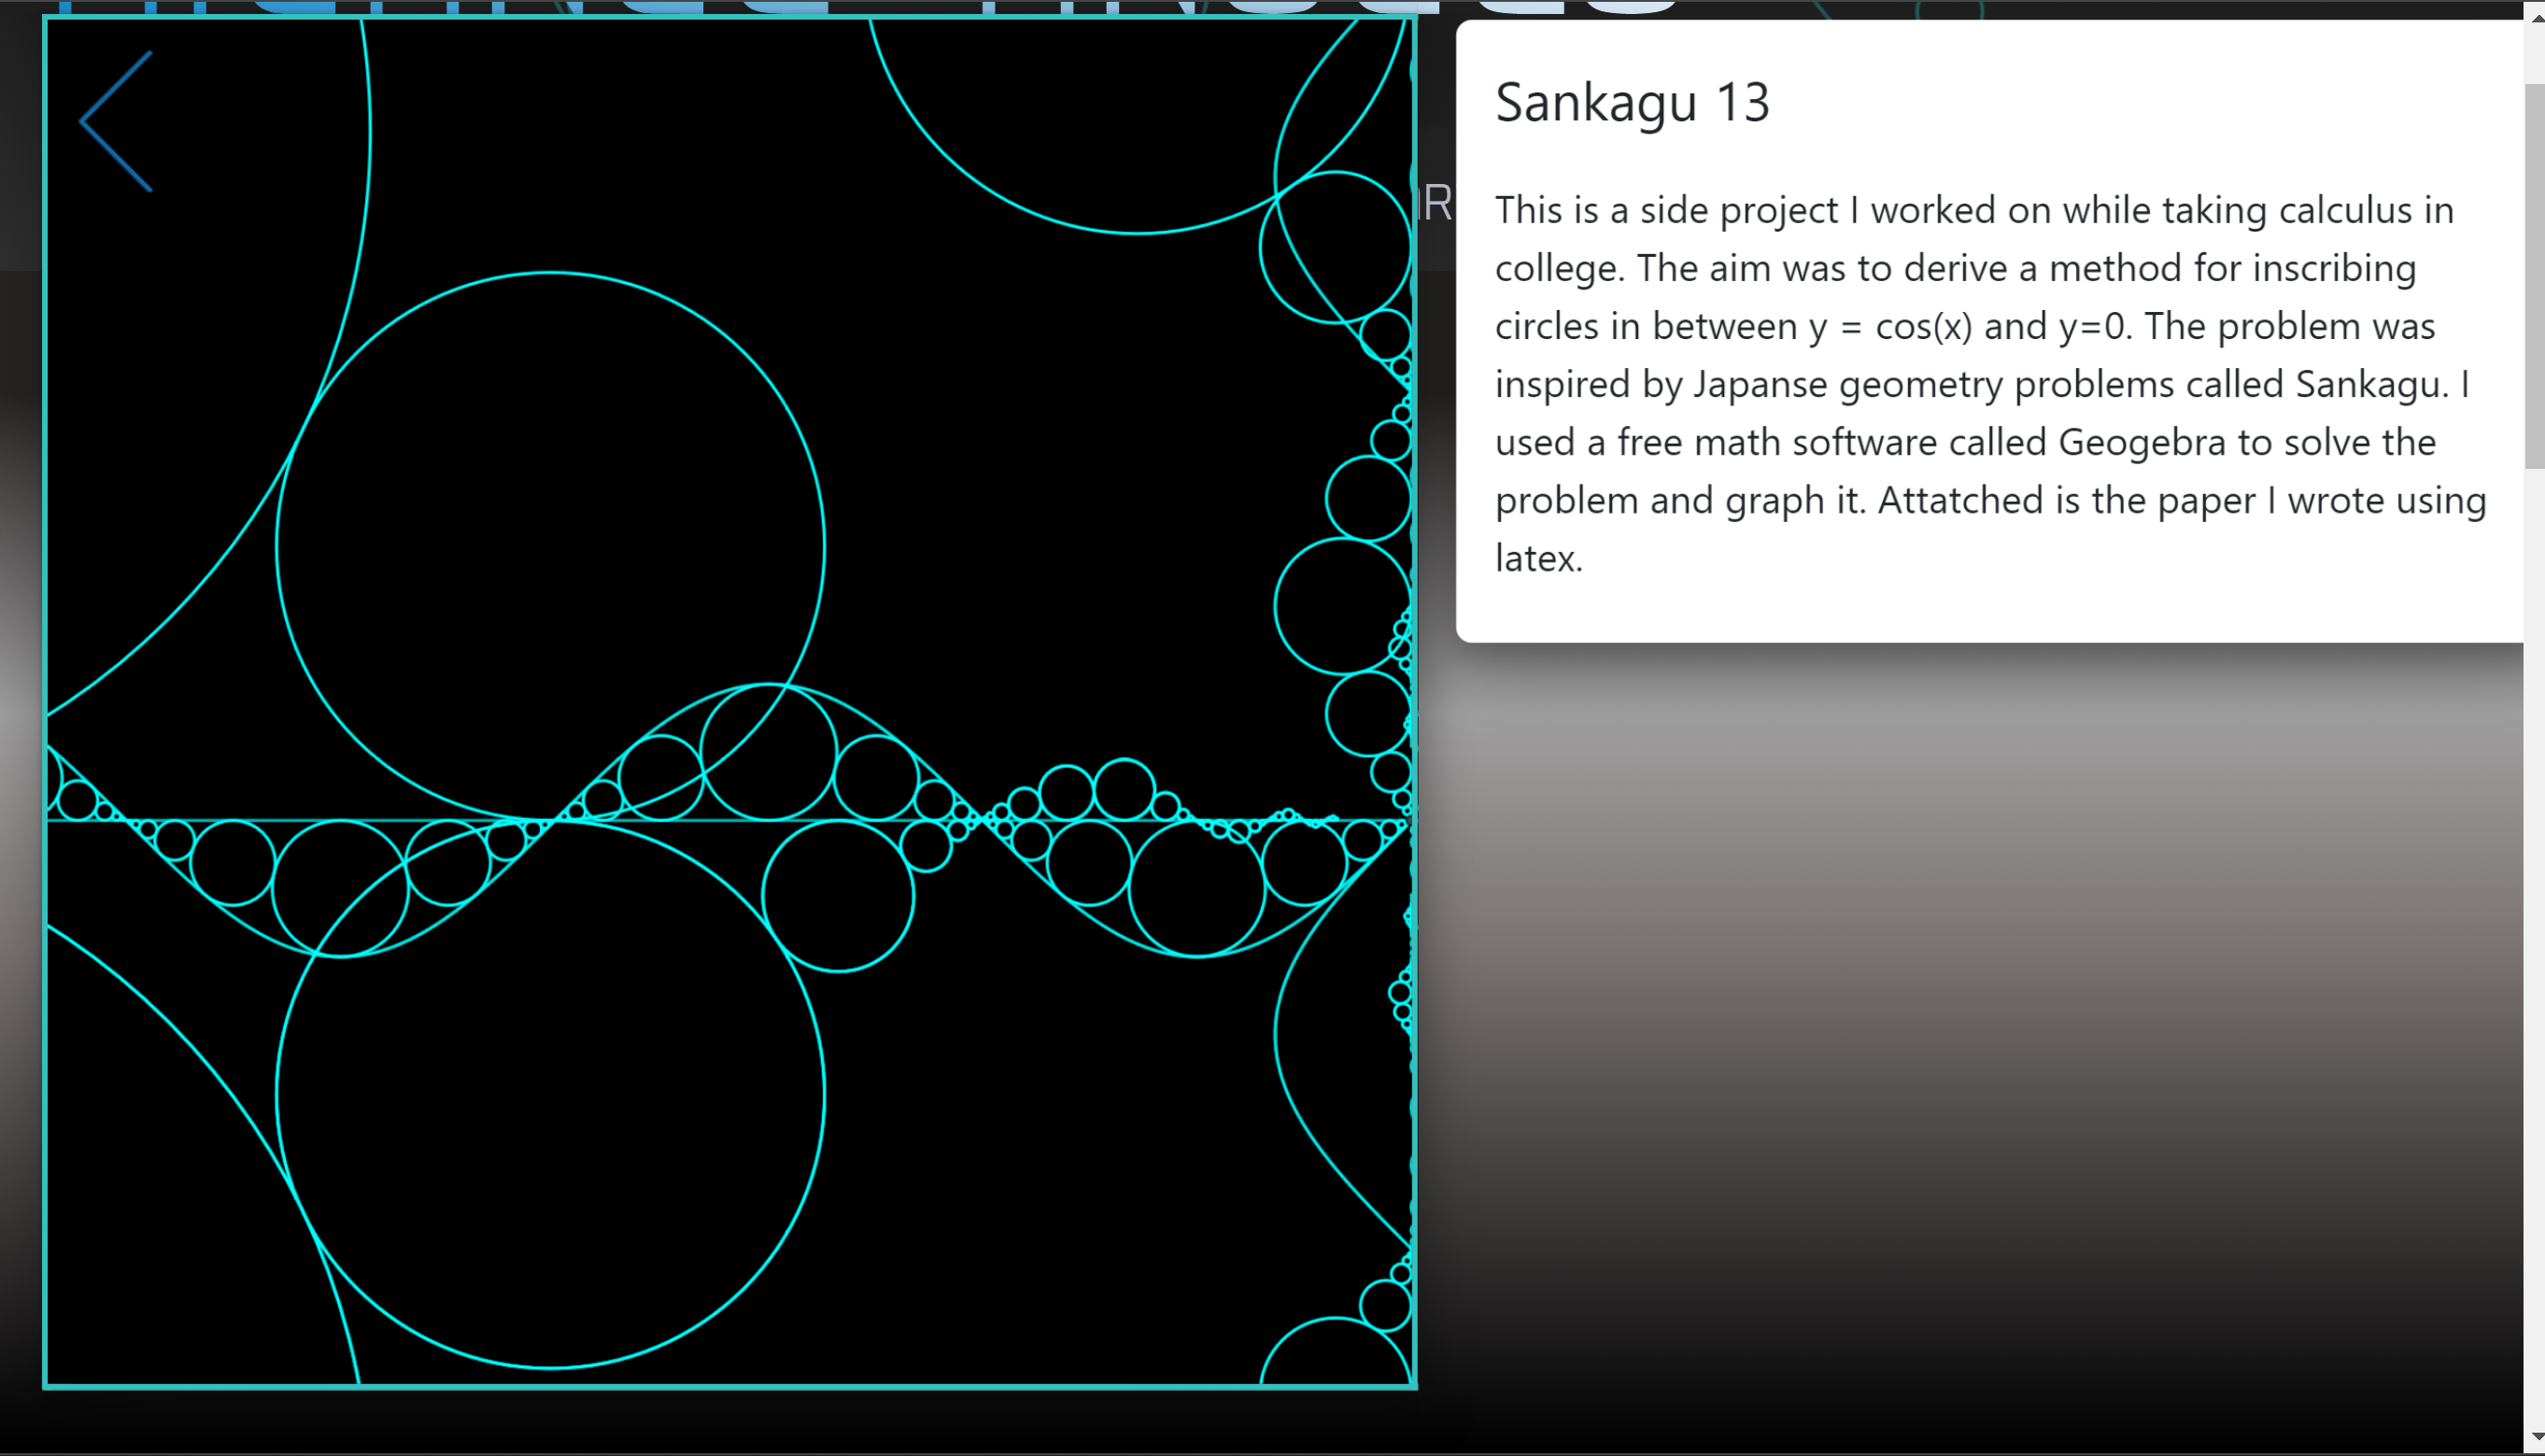 Sankagu 13
This is a side project I worked on while taking calculus in
college. The aim was to derive a method for inscribing
circles in between y = cos(x) and y=0. The problem was
inspired by Japanse geometry problems called Sankagu. I
used a free math software called Geogebra to solve the
problem and graph it. Attatched is the paper I wrote using
latex.